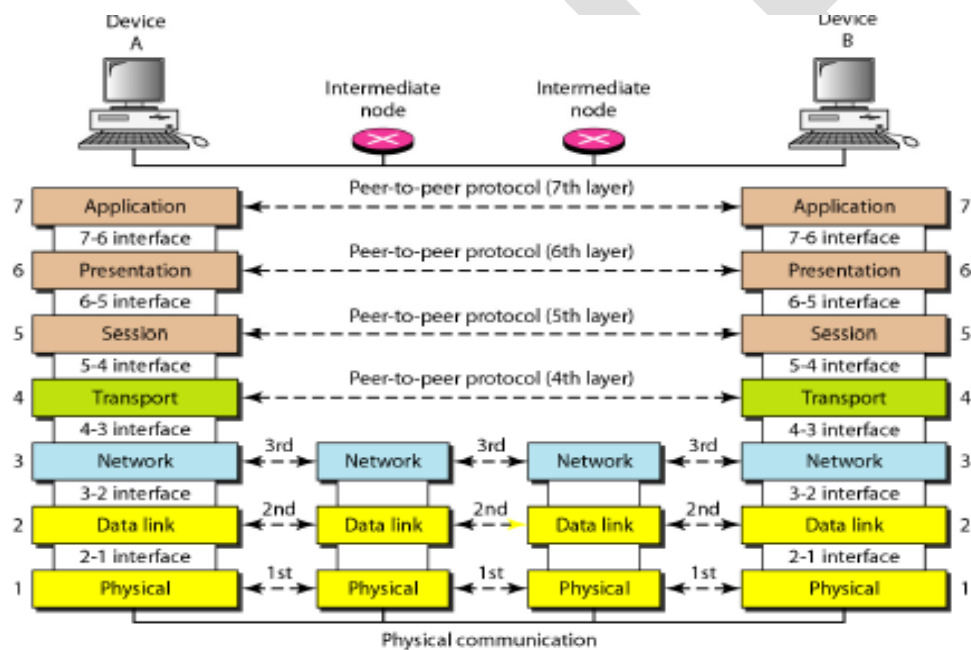 Device Device
A B
Intermediate Intermediate
node node
Peer-to-peer protocol (7th layer)
7 Application Application 7
7-6 interface 7-6 interface
Peer-to-peer protocol (6th layer)
6 Presentation Presentation 6
6-5 interface 6-5 interface
Peer-to-peer protocol (5th layer)
5 Session Session 5
5-4 interface 5-4 interface
Peer-to-peer protocol (4th layer)
4 Transport Transport 4
4-3 interface 4-3 interface
3rd 3rd 3rd
3 Network Network Network Network 3
3-2 interface 3-2 interface
2nd 2nd 2nd
2 Data link Data link Data link Data link 2
2-1 interface 2-1 interface
1st 1st 1st
1 Physical Physical Physical Physical 1
Physical communication